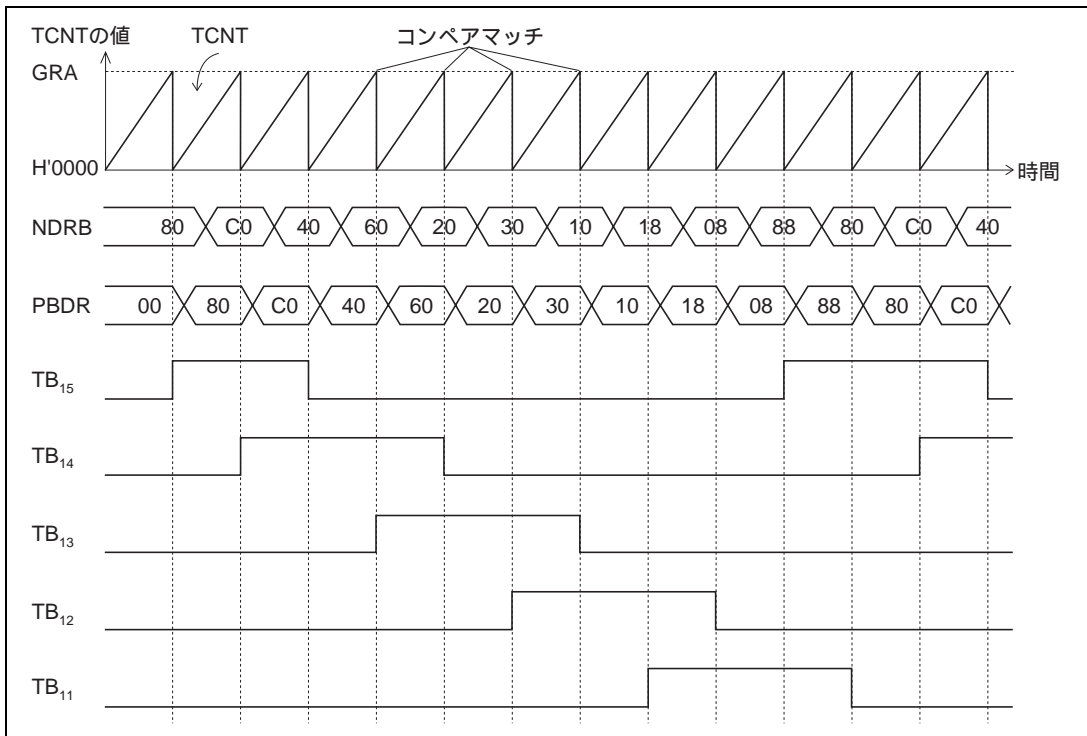 TCNTの値 TCNT コンペアマッチ
GRA
H'0000 時間
NDRB 80 C0 40 60 20 30 10 18 08 88 80 C0 40
PBDR 00 80 C0 40 60 20 30 10 18 08 88 80 C0
TB15
TB14
TB13
TB12
TB11